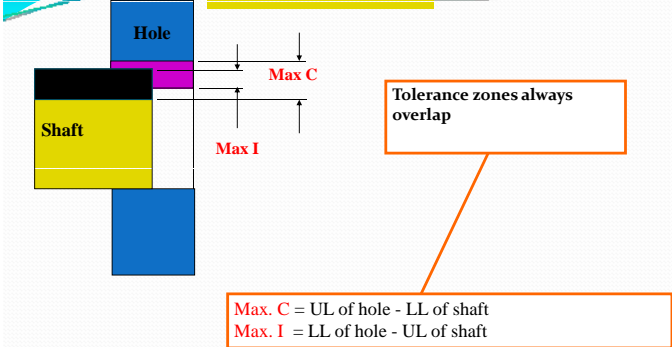 Hole
Max C
Tolerance zones always
overlap
Shaft
Max I
Max. C = UL of hole - LL of shaft
Max. I = LL of hole - UL of shaft